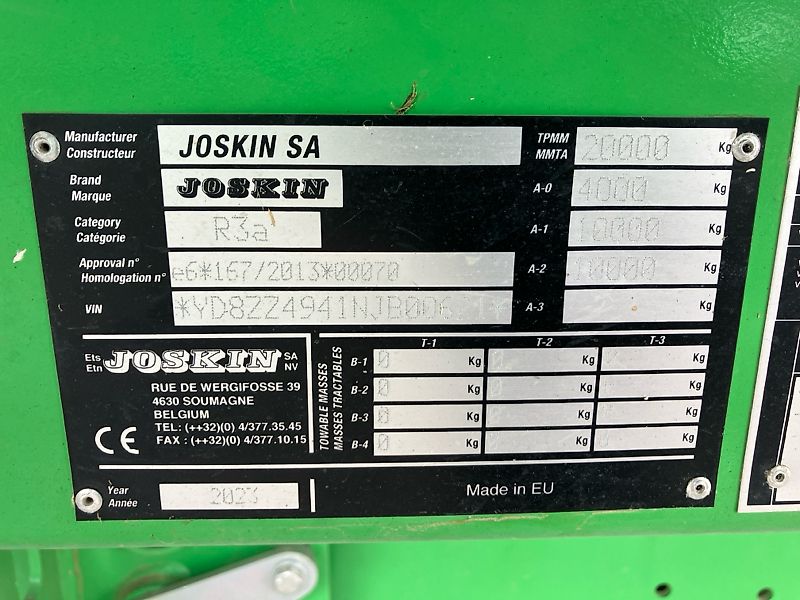 Manufacturer
Constructeur
JOSKIN SA
TPMM
MMTA
20000 Kg
Brand
Marque
JOSKIN
A-0
4000 Kg
Category
Catégorie
R3a
A-1
10000 Kg
Approval n°
Homologation n°
e6*167/2013*00070
A-2
10000 Kg
VIN
A-3
Kg
Ets
Etn
JOSKIN
SA
NV
RUE DE WERGIFOSSE 39
4630 SOUMAGNE
BELGIUM
TEL: (++32)(0) 4/377.35.45
FAX : (++32)(0) 4/377.10.15
CE
TOWABLE MASSES
MASSES TRACTABLES
T-1 T-2 T-3
B-1 0 Kg 0 Kg Kg
B-2 0 Kg 0 Kg Kg
B-3 0 Kg 0 Kg Kg
B-4 0 Kg 0 Kg Kg
Year
Année
2023
Made in EU